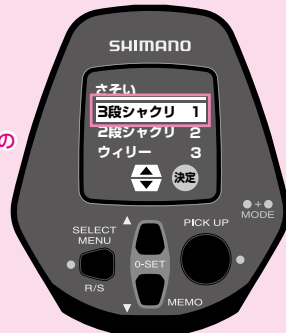 SHIMANO
さそい
3段シャクリ 1
2段シャクリ 2
ウィリー 3
決定
の
●+●
MODE
SELECT
MENU
PICK UP
0-SET
R/S
MEMO